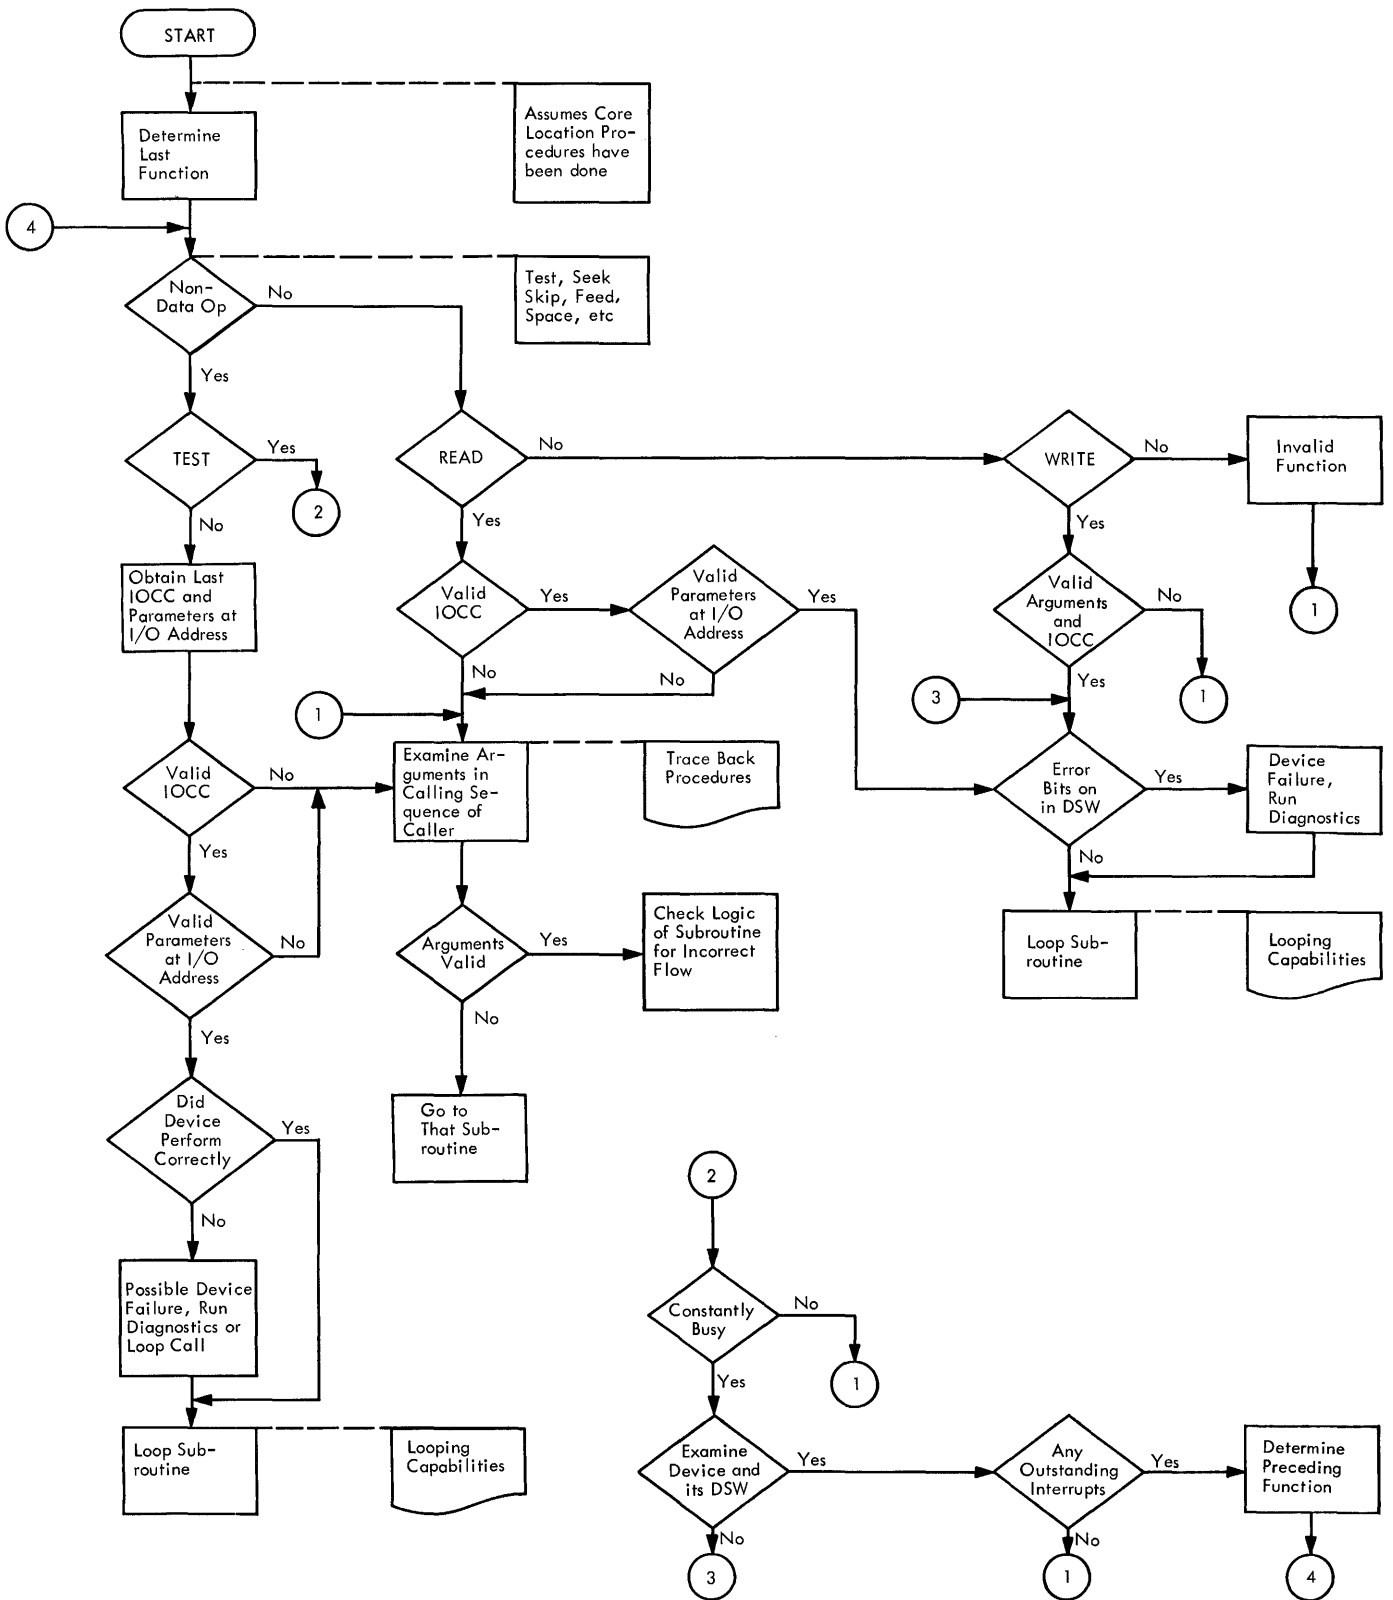 START
Assumes Core
Location Pro-
cedures have
been done
Determine
Last
Function
4
Non-
Data Op
No
Test, Seek
Skip, Feed,
Space, etc
Yes
TEST
Yes
2
No
READ
No
Yes
WRITE
No
Yes
Invalid
Function
1
Obtain Last
IOCC and
Parameters at
I/O Address
Valid
IOCC
Yes
No
Valid
Parameters
at I/O
Address
Yes
No
Valid
Arguments
and
IOCC
No
1
Yes
3
1
Valid
IOCC
No
Yes
Examine Ar-
guments in
Calling Se-
quence of
Caller
Trace Back
Procedures
Error
Bits on
in DSW
Yes
No
Device
Failure,
Run
Diagnostics
Valid
Parameters
at I/O
Address
No
Yes
Arguments
Valid
Yes
No
Check Logic
of Subroutine
for Incorrect
Flow
Loop Sub-
routine
Looping
Capabilities
Did
Device
Perform
Correctly
Yes
No
Go to
That Sub-
routine
2
Possible Device
Failure, Run
Diagnostics or
Loop Call
Constantly
Busy
No
1
Yes
Loop Sub-
routine
Looping
Capabilities
Examine
Device and
its DSW
Yes
No
3
Any
Outstanding
Interrupts
Yes
No
1
Determine
Preceding
Function
4